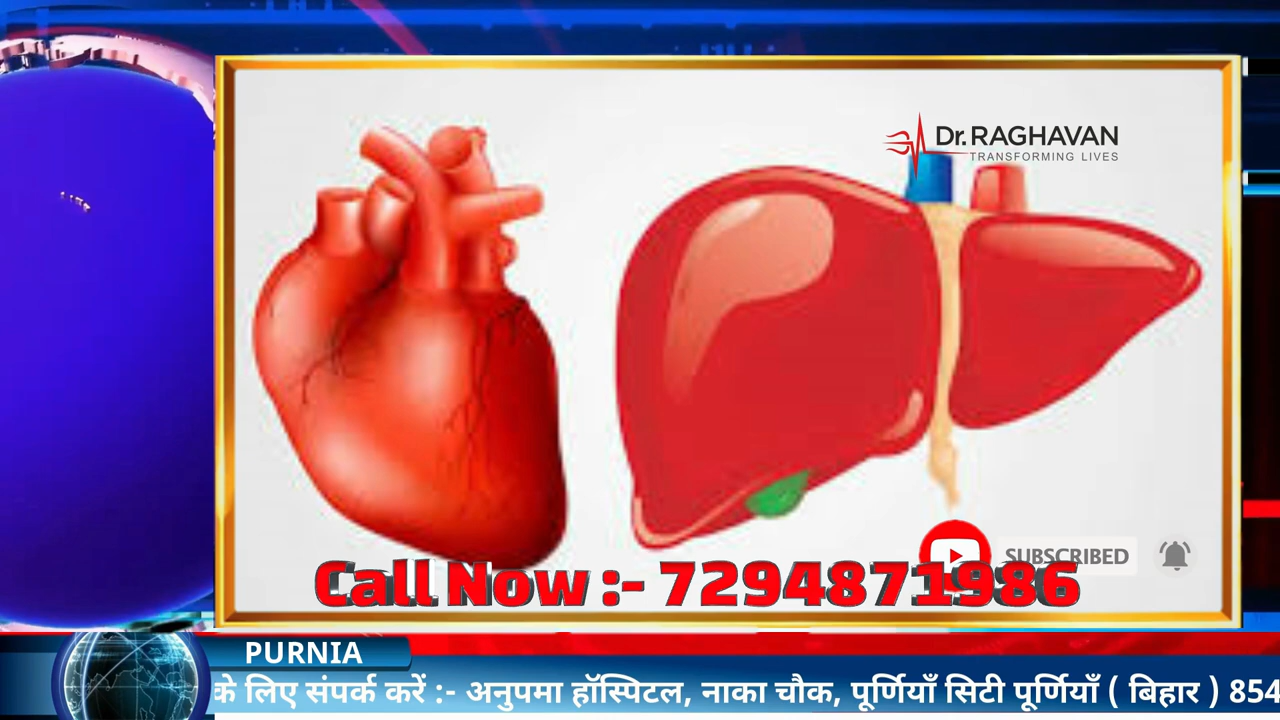 Dr. RAGHAVAN
TRANSFORMING LIVES
SUBSCRIBED
Call Now :- 7294871986
PURNIA
के लिए संपर्क करें :- अनुपमा हॉस्पिटल, नाका चौक, पूर्णियाँ सिटी पूर्णियाँ ( बिहार ) 854